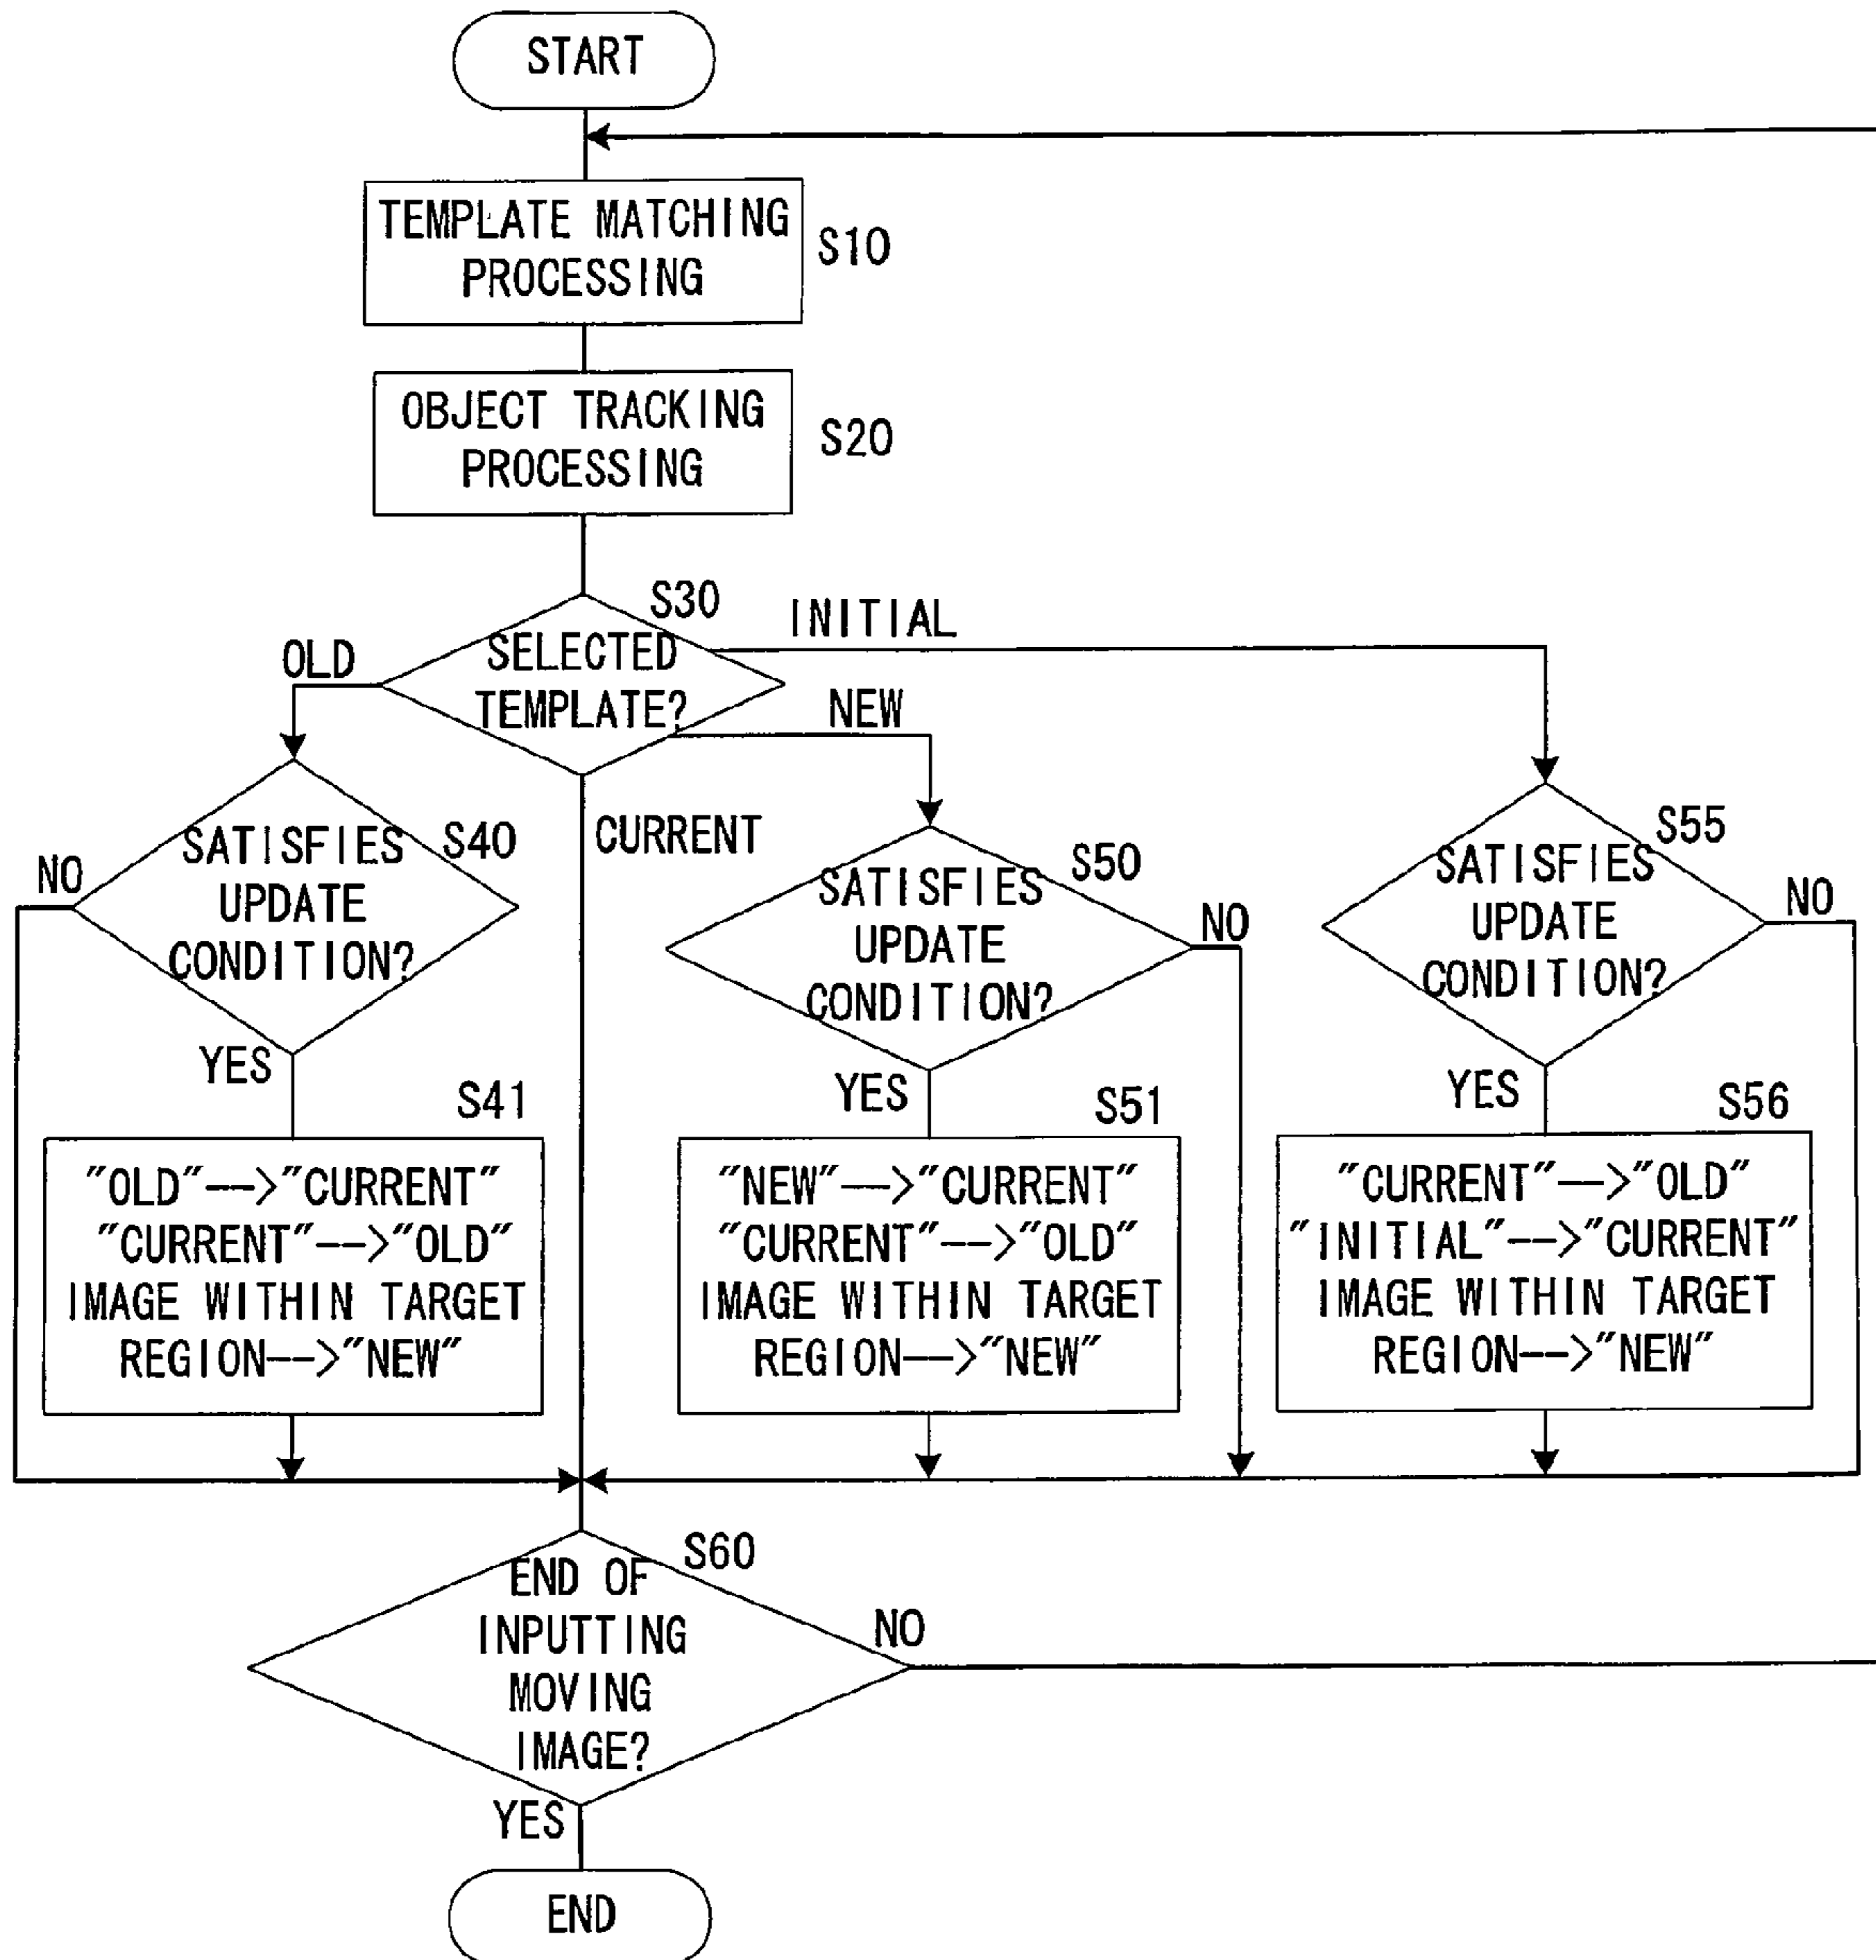 START
TEMPLATE MATCHING
PROCESSING
S10
OBJECT TRACKING
PROCESSING
S20
S30
SELECTED
TEMPLATE?
OLD
INITIAL
NEW
CURRENT
S40
SATISFIES
UPDATE
CONDITION?
NO
YES
S50
SATISFIES
UPDATE
CONDITION?
NO
YES
S55
SATISFIES
UPDATE
CONDITION?
NO
YES
S41
"OLD"-->"CURRENT"
"CURRENT"-->"OLD"
IMAGE WITHIN TARGET
REGION-->"NEW"
S51
"NEW"-->"CURRENT"
"CURRENT"-->"OLD"
IMAGE WITHIN TARGET
REGION-->"NEW"
S56
"CURRENT"-->"OLD"
"INITIAL"-->"CURRENT"
IMAGE WITHIN TARGET
REGION-->"NEW"
S60
END OF
INPUTTING
MOVING
IMAGE?
NO
YES
END